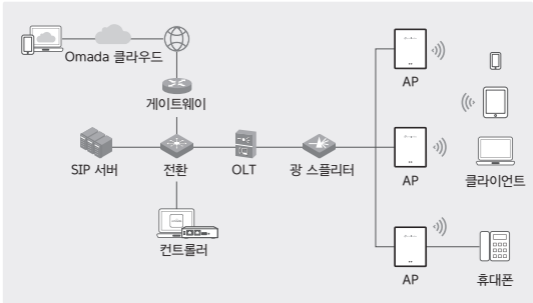 Omada 클라우드
게이트웨이
AP
SIP 서버
전환
OLT
광 스플리터
AP
클라이언트
컨트롤러
AP
휴대폰